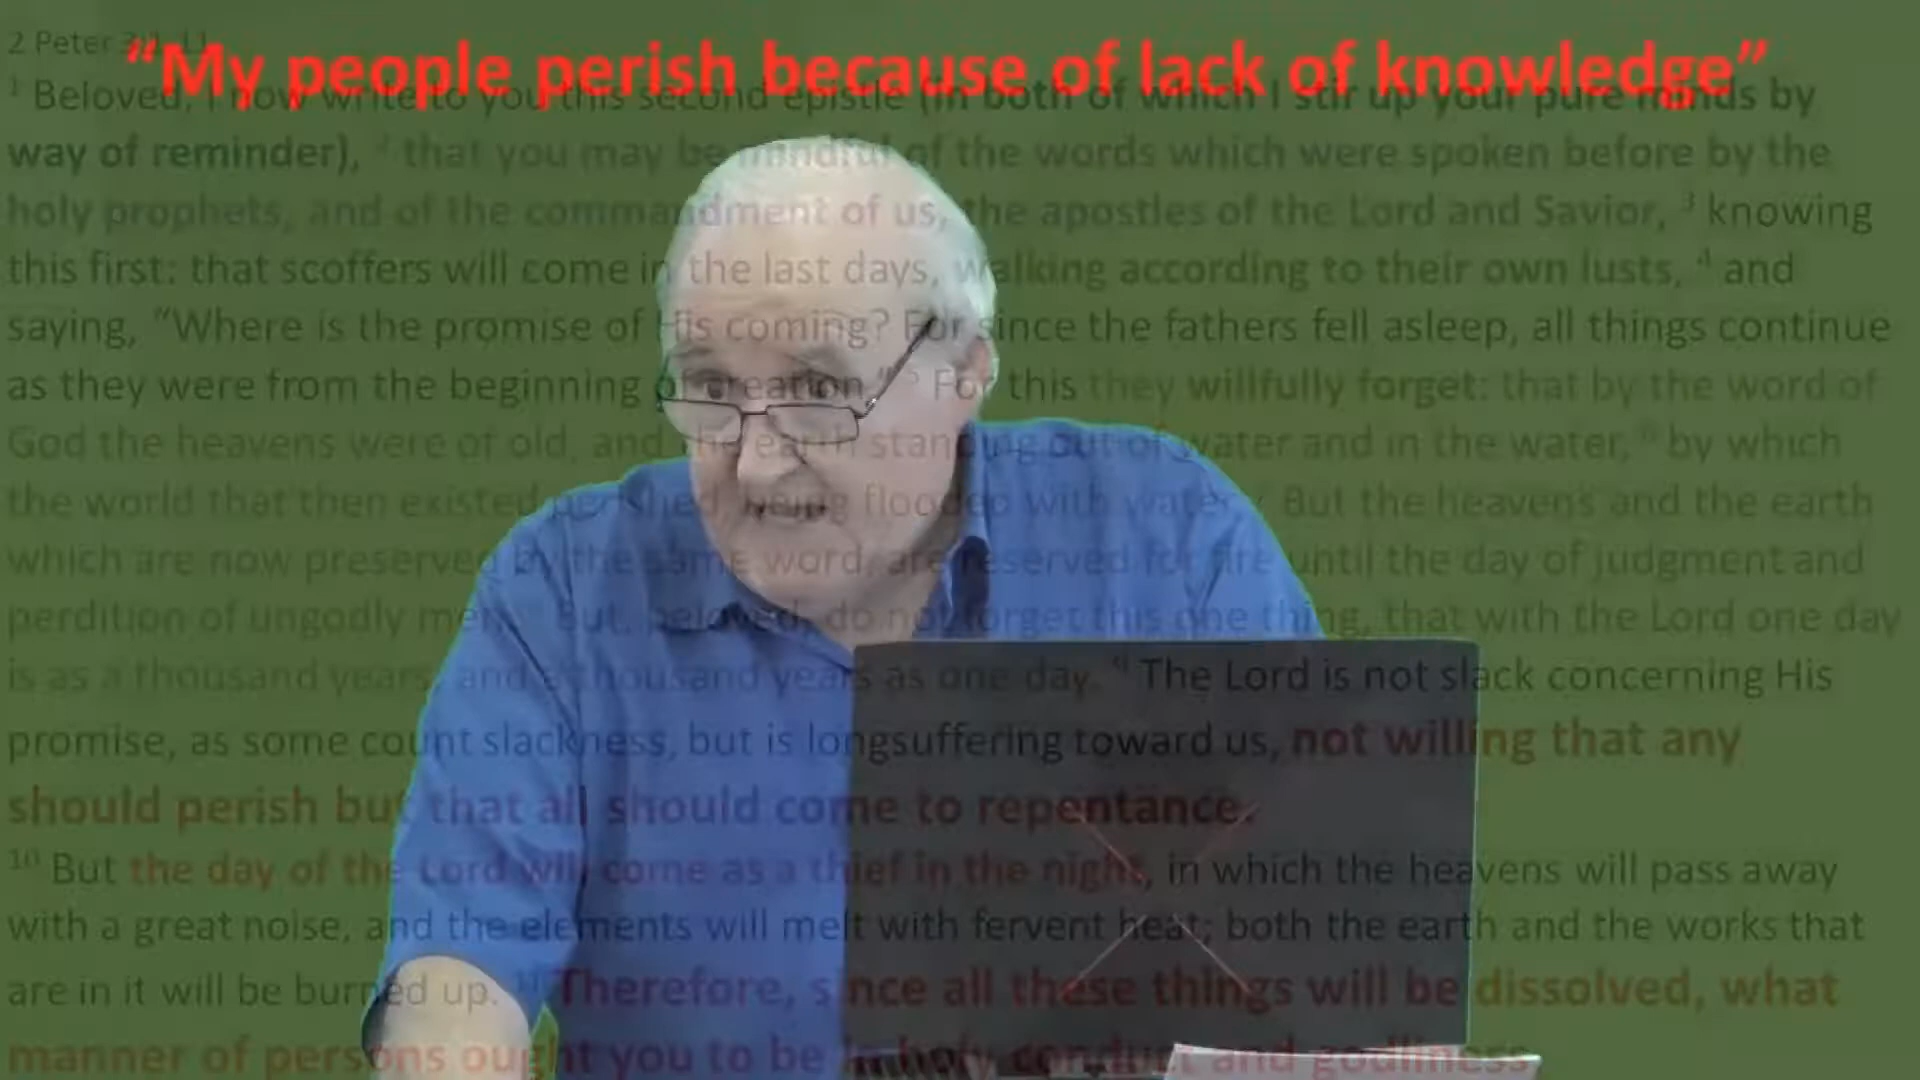 2 Peter 3:1-11
“My people perish because of lack of knowledge”
1 Beloved, I now write to you this second epistle (in both of which I stir up your pure minds by
way of reminder), 2 that you may be mindful of the words which were spoken before by the
holy prophets, and of the commandment of us, the apostles of the Lord and Savior, 3 knowing
this first: that scoffers will come in the last days, walking according to their own lusts, 4 and
saying, “Where is the promise of His coming? For since the fathers fell asleep, all things continue
as they were from the beginning of creation.” 5 For this they willfully forget: that by the word of
God the heavens were of old, and the earth standing out of water and in the water, 6 by which
the world that then existed perished, being flooded with water. 7 But the heavens and the earth
which are now preserved by the same word, are reserved for fire until the day of judgment and
perdition of ungodly men. 8 But, beloved, do not forget this one thing, that with the Lord one day
is as a thousand years, and a thousand years as one day. 9 The Lord is not slack concerning His
promise, as some count slackness, but is longsuffering toward us, not willing that any
should perish but that all should come to repentance.
10 But the day of the Lord will come as a thief in the night, in which the heavens will pass away
with a great noise, and the elements will melt with fervent heat; both the earth and the works that
are in it will be burned up. 11 Therefore, since all these things will be dissolved, what
manner of persons ought you to be in holy conduct and godliness